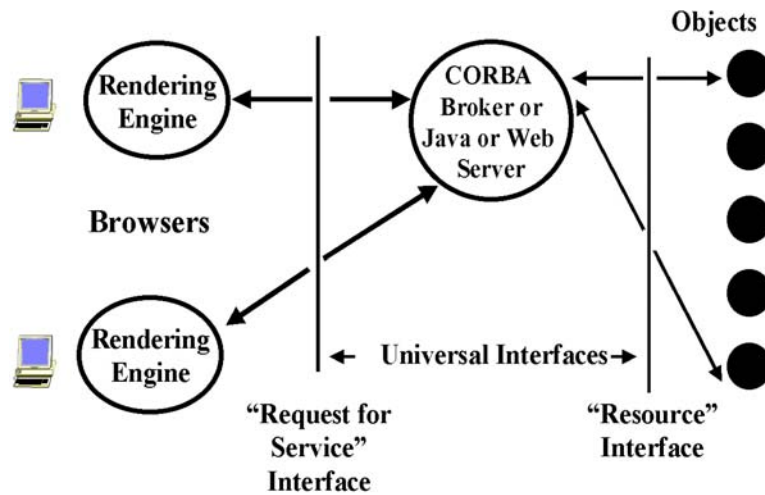 Objects
Rendering
Engine
CORBA
Broker or
Java or Web
Server
Browsers
Rendering
Engine
Universal Interfaces
“Request for
Service”
Interface
“Resource”
Interface